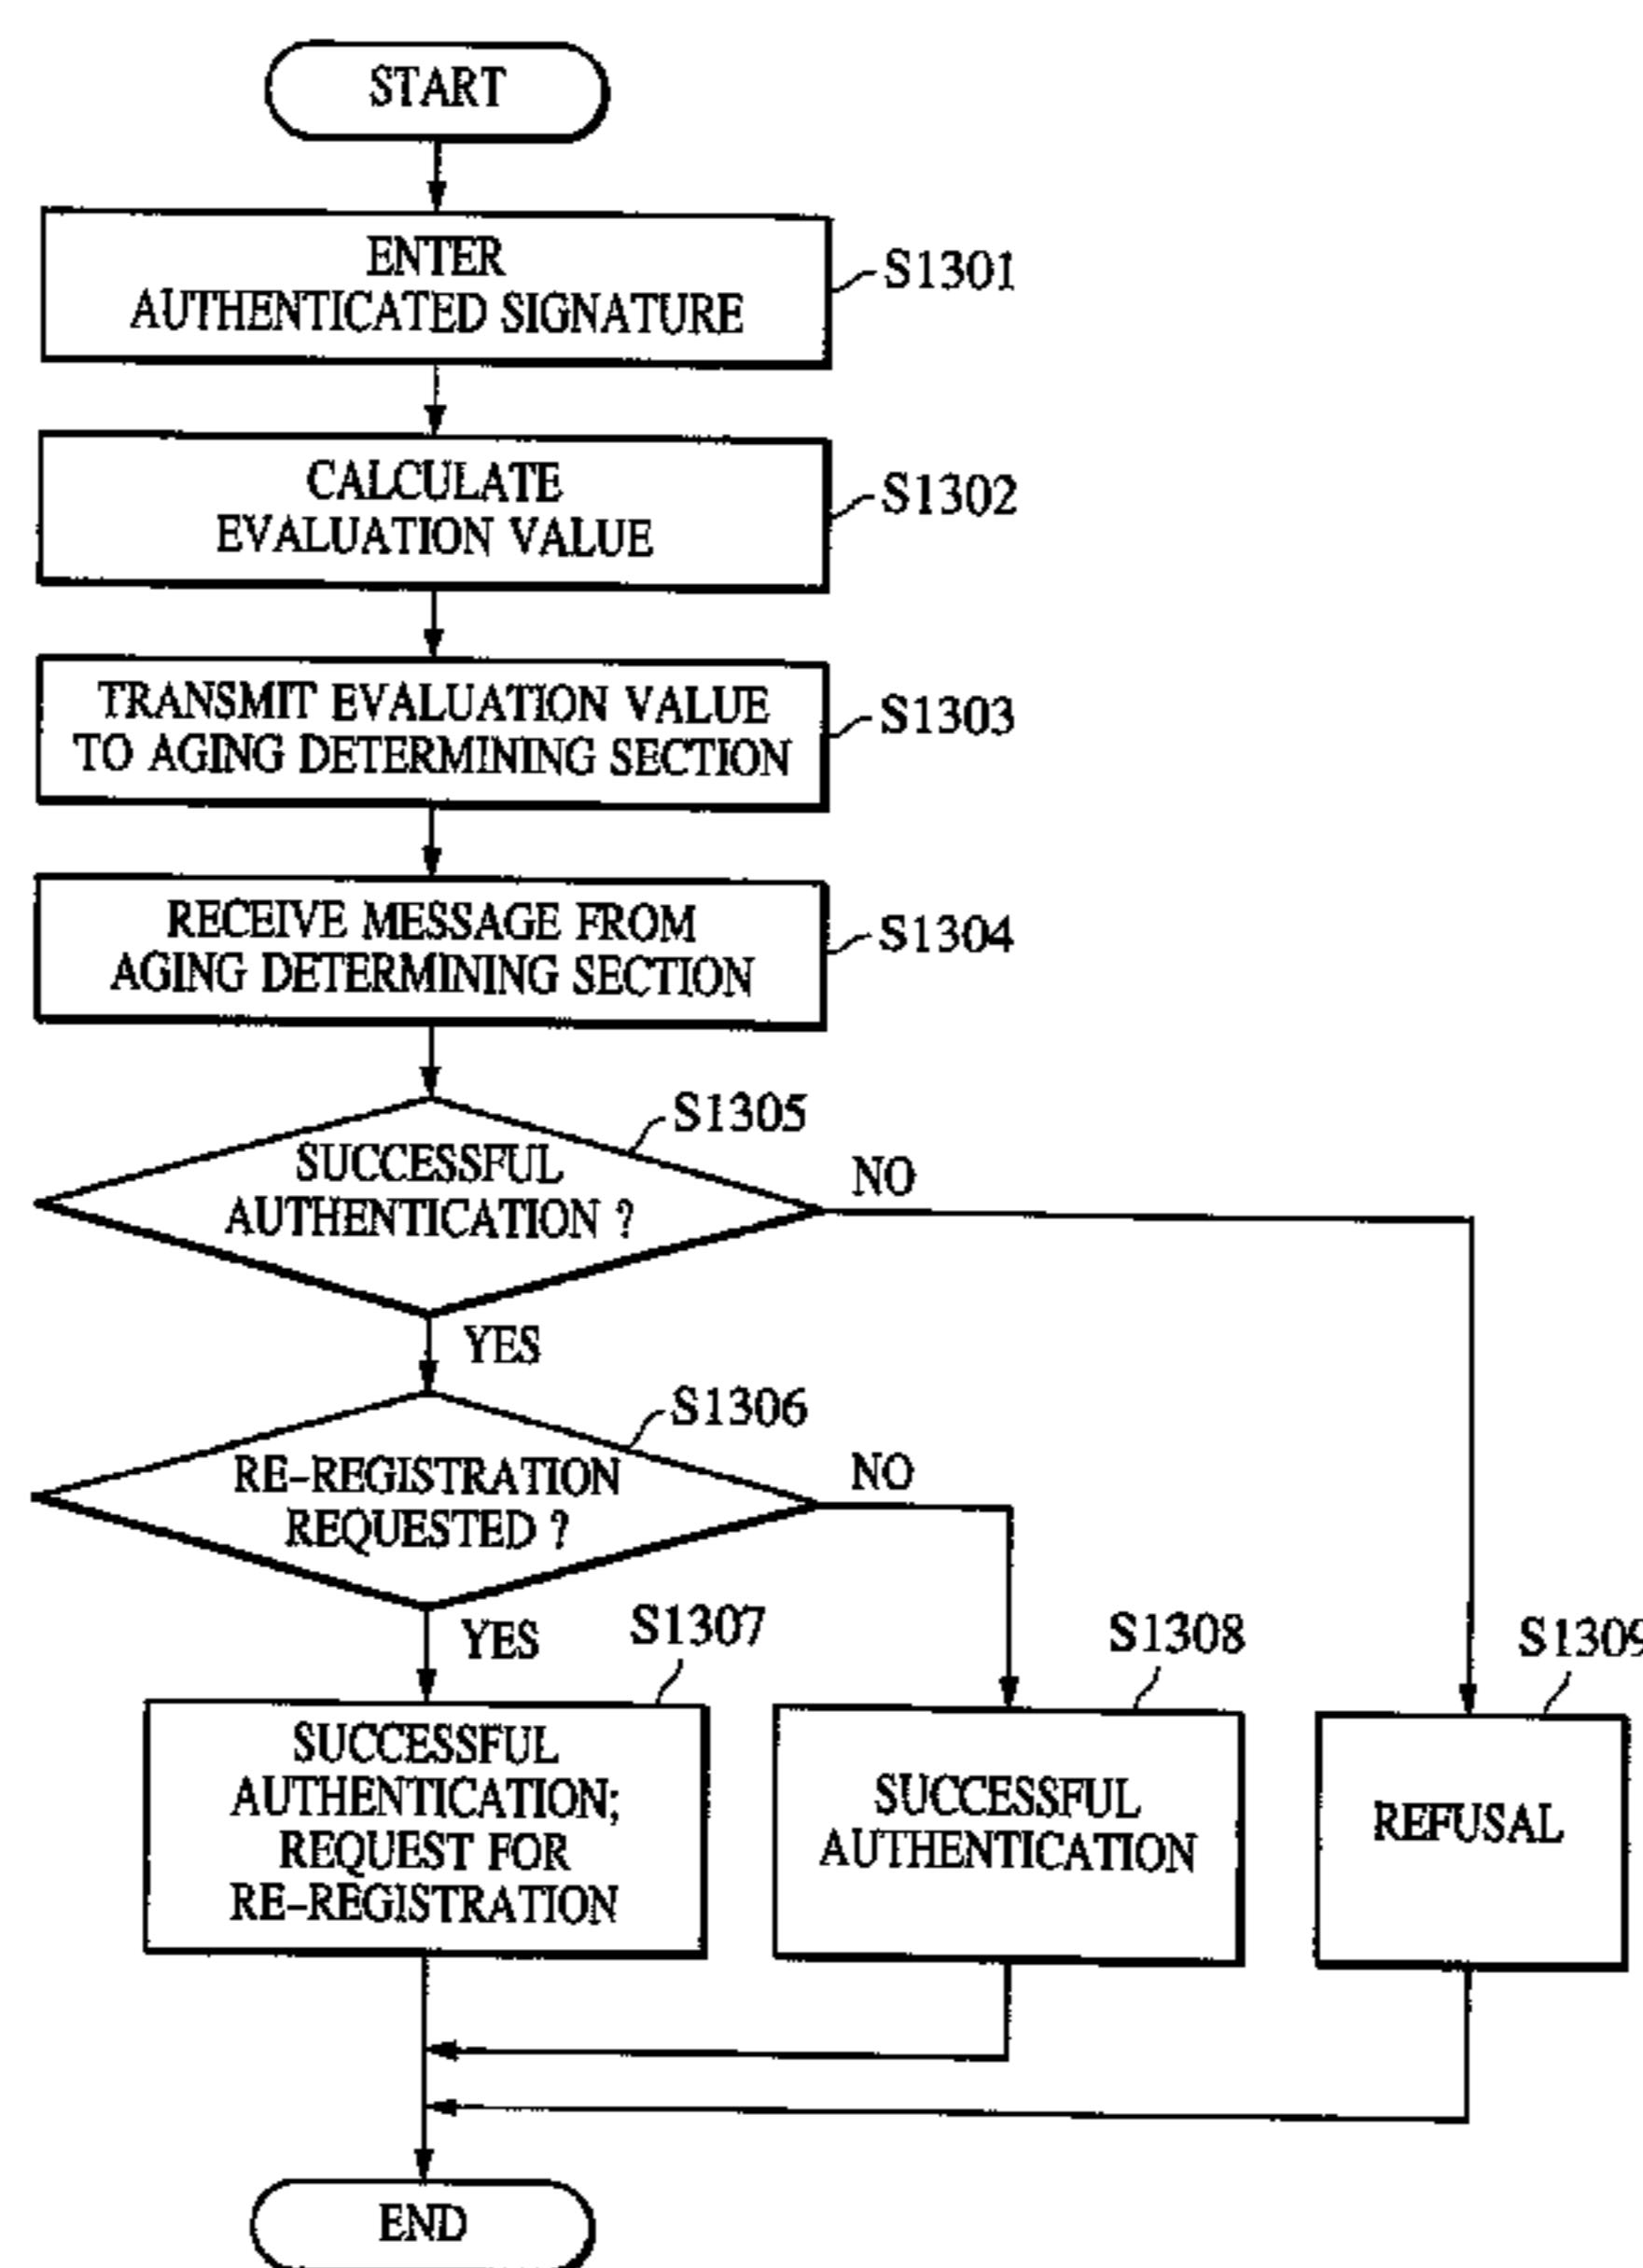 START
ENTER
AUTHENTICATED SIGNATURE
S1301
CALCULATE
EVALUATION VALUE
S1302
TRANSMIT EVALUATION VALUE
TO AGING DETERMINING SECTION
S1303
RECEIVE MESSAGE FROM
AGING DETERMINING SECTION
S1304
S1305
SUCCESSFUL
AUTHENTICATION ?
NO
YES
S1306
RE-REGISTRATION
REQUESTED ?
NO
YES
S1307
SUCCESSFUL
AUTHENTICATION;
REQUEST FOR
RE-REGISTRATION
S1308
SUCCESSFUL
AUTHENTICATION
S1309
REFUSAL
END